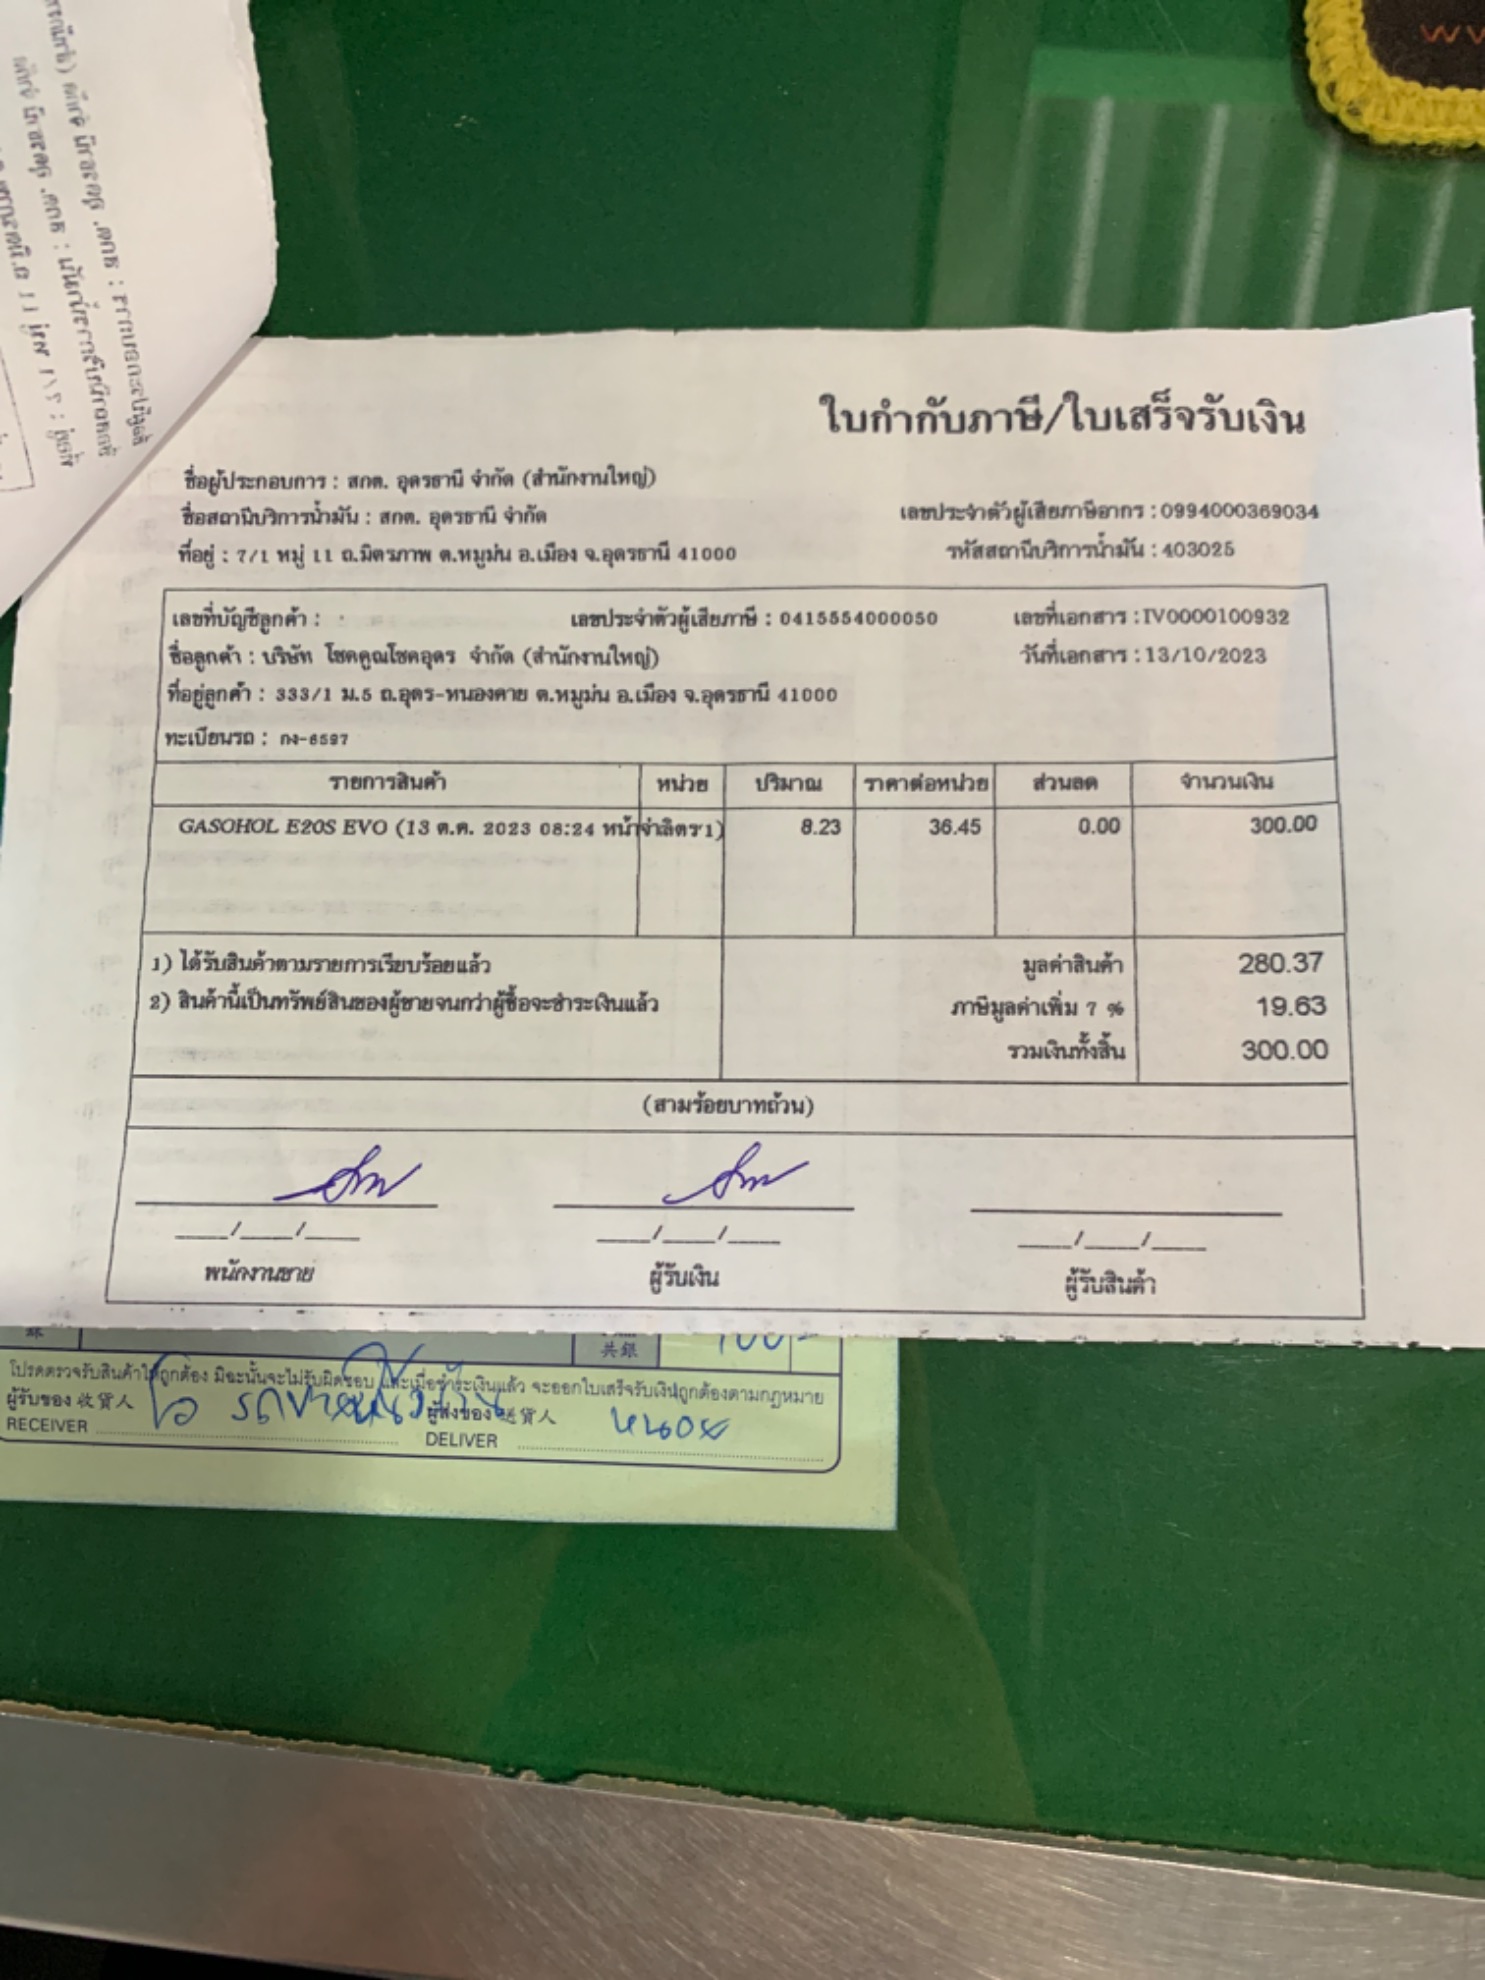 ใบกำกับภาษี/ใบเสร็จรับเงิน
ชื่อผู้ประกอบการ : สกต. อุดรธานี จำกัด (สำนักงานใหญ่)
ชื่อสถานีบริการน้ำมัน : สกต. อุดรธานี จำกัด
เลขประจำตัวผู้เสียภาษีอากร : 0994000369034
ที่อยู่ : 7/1 หมู่ 11 ถ.มิตรภาพ ต.หมูม่น อ.เมือง จ.อุดรธานี 41000
รหัสสถานีบริการน้ำมัน : 403025
เลขที่บัญชีลูกค้า : เลขประจำตัวผู้เสียภาษี : 0415554000050 เลขที่เอกสาร : IV0000100932
ชื่อลูกค้า : บริษัท โชคคูณโชคอุดร จำกัด (สำนักงานใหญ่) วันที่เอกสาร : 13/10/2023
ที่อยู่ลูกค้า : 333/1 ม.5 ถ.อุดร-หนองคาย ต.หมูม่น อ.เมือง จ.อุดรธานี 41000
ทะเบียนรถ : กง-6597
รายการสินค้า หน่วย ปริมาณ ราคาต่อหน่วย ส่วนลด จำนวนเงิน
GASOHOL E20S EVO (13 ต.ค. 2023 08:24 หน้าจ่าลิตร1) 8.23 36.45 0.00 300.00
1) ได้รับสินค้าตามรายการเรียบร้อยแล้ว มูลค่าสินค้า 280.37
2) สินค้านี้เป็นทรัพย์สินของผู้ขายจนกว่าผู้ซื้อจะชำระเงินแล้ว ภาษีมูลค่าเพิ่ม 7 % 19.63
รวมเงินทั้งสิ้น 300.00
(สามร้อยบาทถ้วน)
____/____/____ ____/____/____ ____/____/____
พนักงานขาย ผู้รับเงิน ผู้รับสินค้า
共銀
โปรดตรวจรับสินค้าให้ถูกต้อง มิฉะนั้นจะไม่รับผิดชอบ และเมื่อชำระเงินแล้ว จะออกใบเสร็จรับเงินถูกต้องตามกฎหมาย
ผู้รับของ 收貨人 ผู้ส่งของ 送貨人 หน่อย
RECEIVER DELIVER